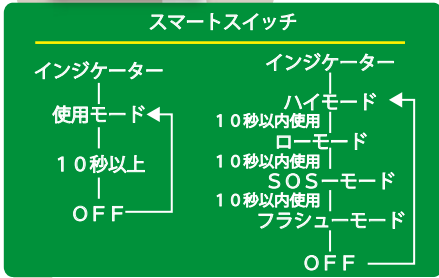 スマートスイッチ
インジケーター
使用モード
１０秒以上
ＯＦＦ
インジケーター
ハイモード
１０秒以内使用
ローモード
１０秒以内使用
ＳＯＳーモード
１０秒以内使用
フラシューモード
ＯＦＦ